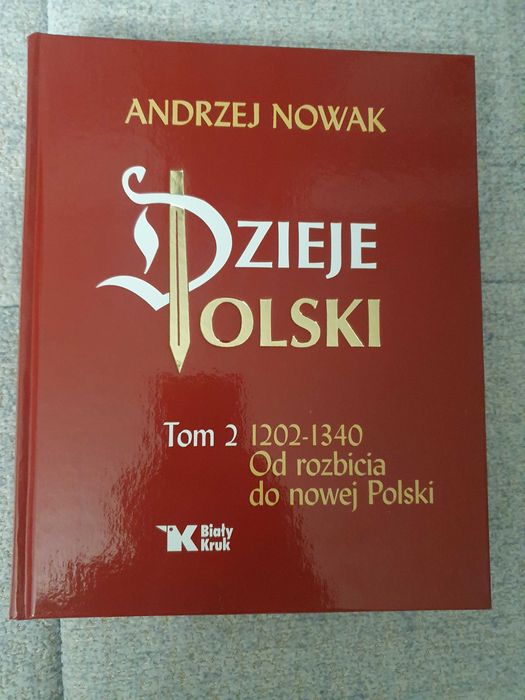 ANDRZEJ NOWAK
DZIEJE
POLSKI
Tom 2 1202-1340
Od rozbicia
do nowej Polski
Biały
Kruk